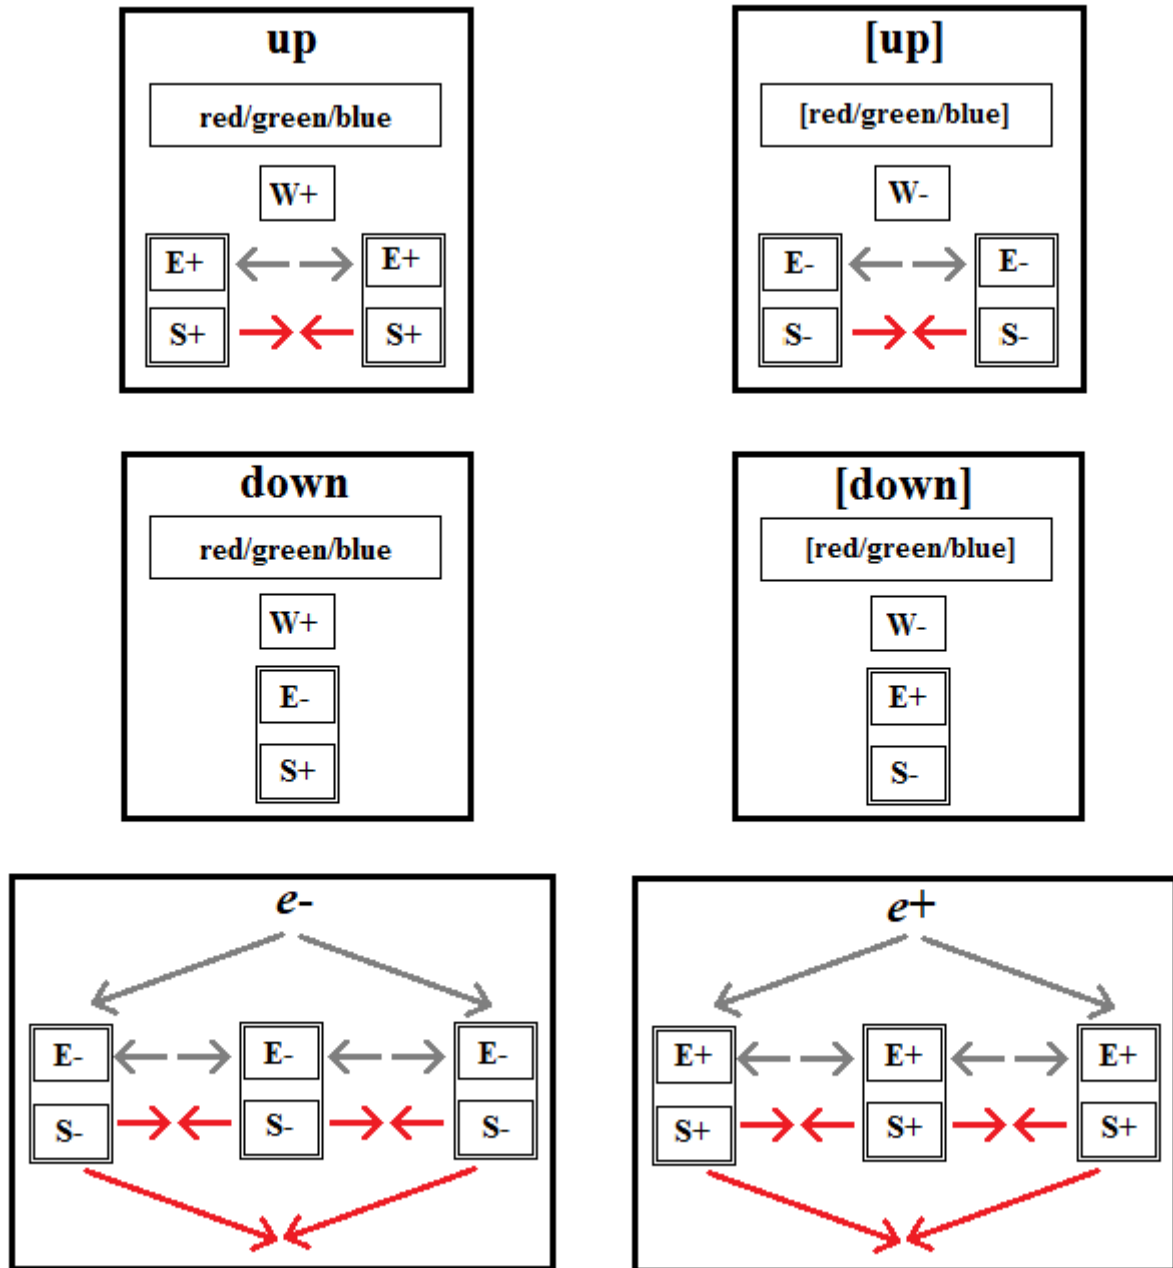 up
red/green/blue
W+
E+ E+
S+ S+
[up]
[red/green/blue]
W-
E- E-
S- S-
down
red/green/blue
W+
E-
S+
[down]
[red/green/blue]
W-
E+
S-
e-
E- E- E-
S- S- S-
e+
E+ E+ E+
S+ S+ S+